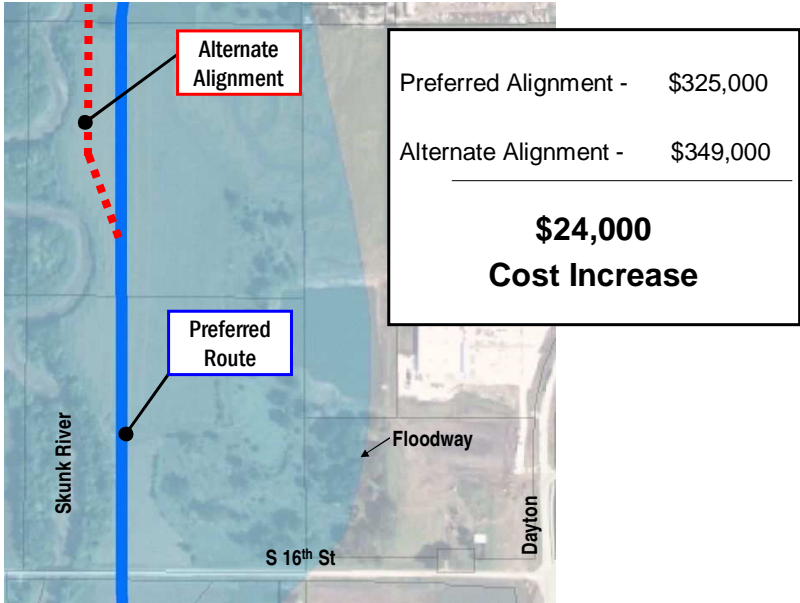 Alternate
Alignment
Preferred Alignment - $325,000
Alternate Alignment - $349,000
$24,000
Cost Increase
Preferred
Route
Skunk River
Floodway
Dayton
S 16th St